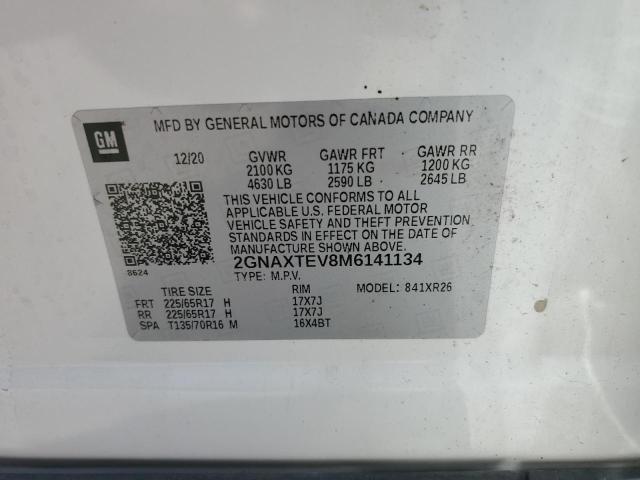 GM
MFD BY GENERAL MOTORS OF CANADA COMPANY
12/20 GVWR GAWR FRT GAWR RR
2100 KG 1175 KG 1200 KG
4630 LB 2590 LB 2645 LB
THIS VEHICLE CONFORMS TO ALL
APPLICABLE U.S. FEDERAL MOTOR
VEHICLE SAFETY AND THEFT PREVENTION
STANDARDS IN EFFECT ON THE DATE OF
MANUFACTURE SHOWN ABOVE.
8624
2GNAXTEV8M6141134
TYPE: M.P.V.
TIRE SIZE RIM MODEL: 841XR26
FRT 225/65R17 H 17X7J
RR 225/65R17 H 17X7J
SPA T135/70R16 M 16X4BT